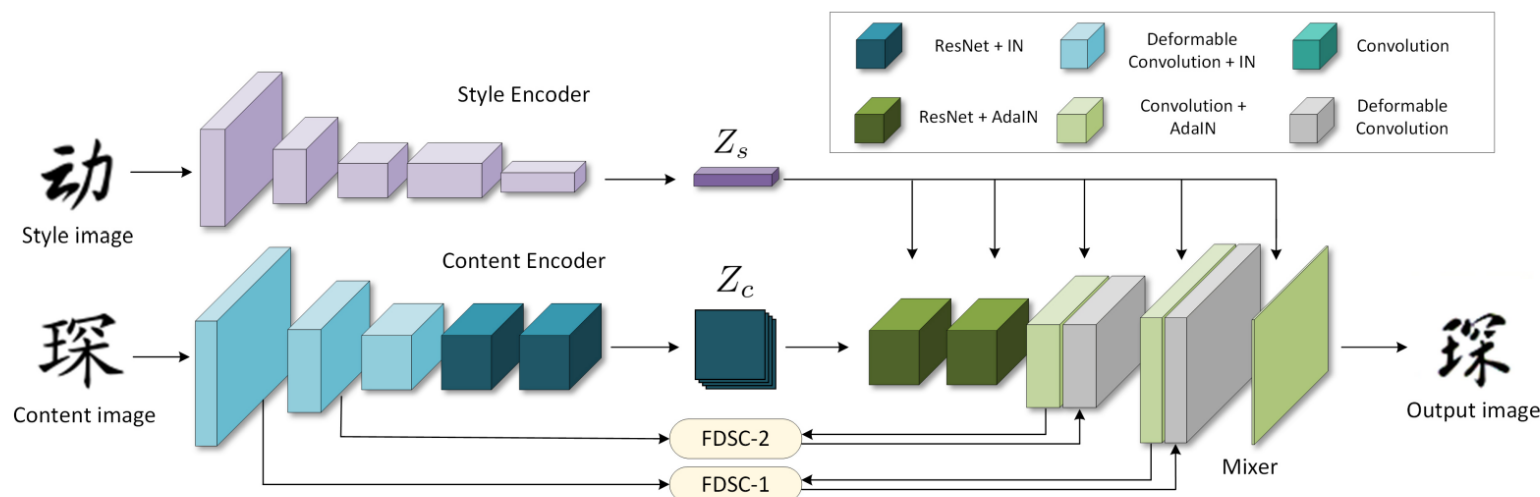 ResNet + IN
Deformable
Convolution + IN
Convolution
ResNet + AdaIN
Convolution +
AdaIN
Deformable
Convolution
Style Encoder
动
Style image
Z_s
Content Encoder
琛
Content image
Z_c
FDSC-2
FDSC-1
Mixer
琛
Output image